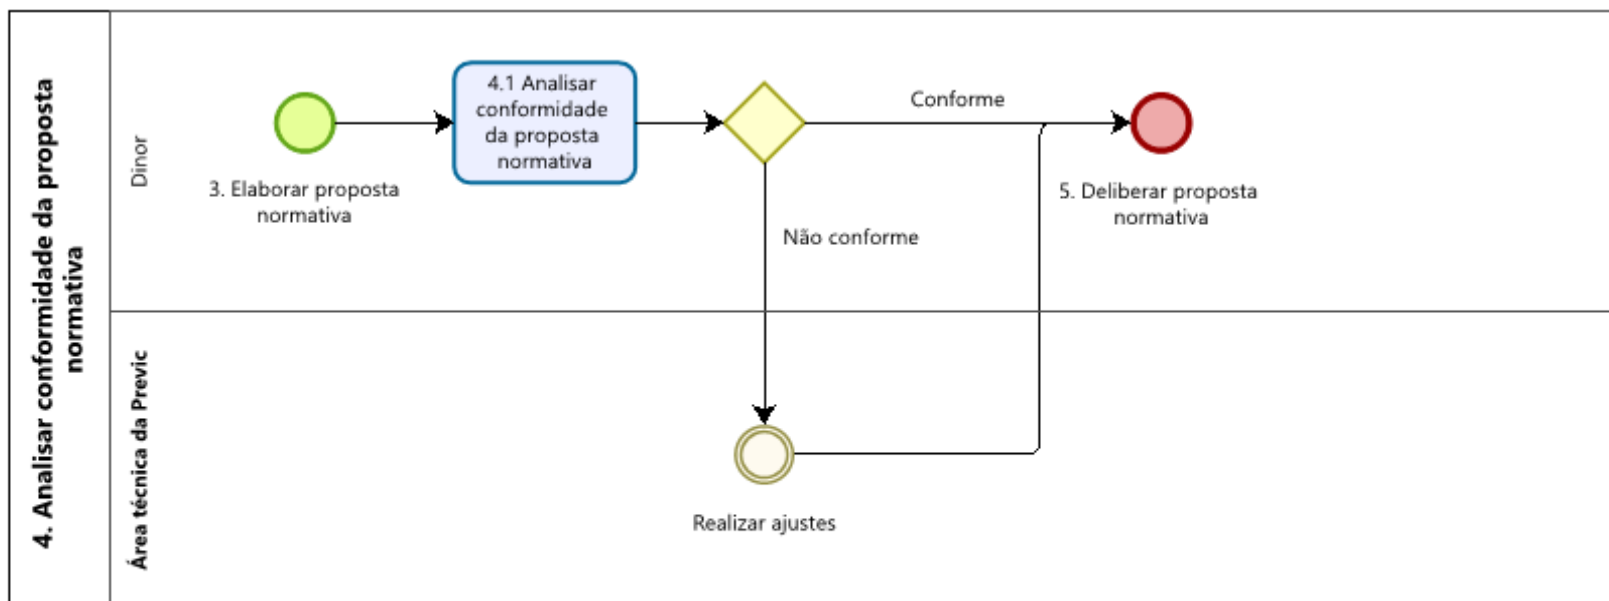 4. Analisar conformidade da proposta
normativa
Dinor
3. Elaborar proposta
normativa
4.1 Analisar
conformidade
da proposta
normativa
Conforme
Não conforme
5. Deliberar proposta
normativa
Área técnica da Previc
Realizar ajustes